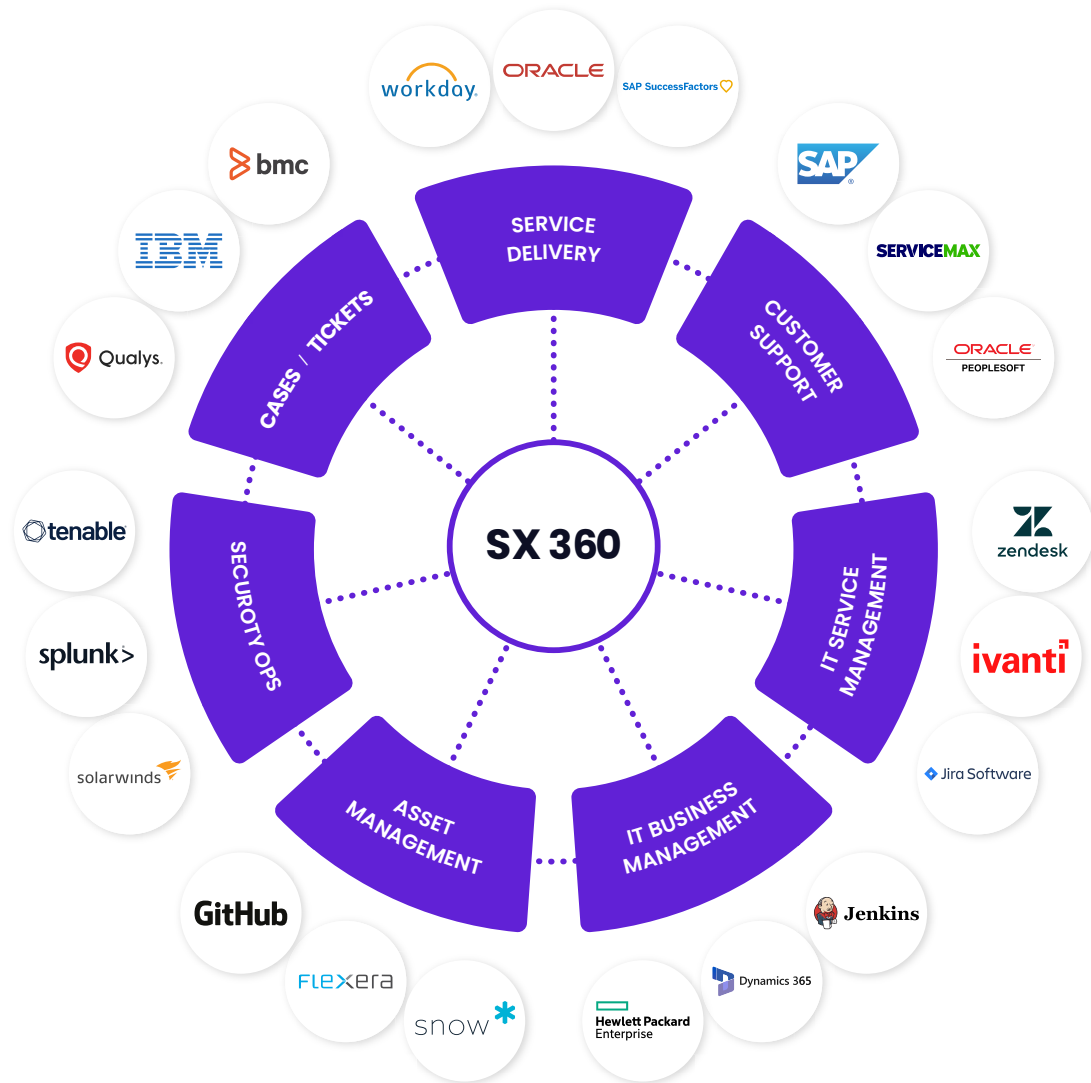 workday.
ORACLE
SAP SuccessFactors
bmc
SAP
®
IBM
SERVICEMAX
Qualys.
ORACLE
PEOPLESOFT
SERVICE
DELIVERY
CUSTOMER
SUPPORT
CASES / TICKETS
tenable
zendesk
SX 360
SECUROTY OPS
IT SERVICE
MANAGEMENT
splunk>
ivanti
solarwinds
Jira Software
ASSET
MANAGEMENT
IT BUSINESS
MANAGEMENT
GitHub
Jenkins
FLEXERA
Dynamics 365
snow
Hewlett Packard
Enterprise